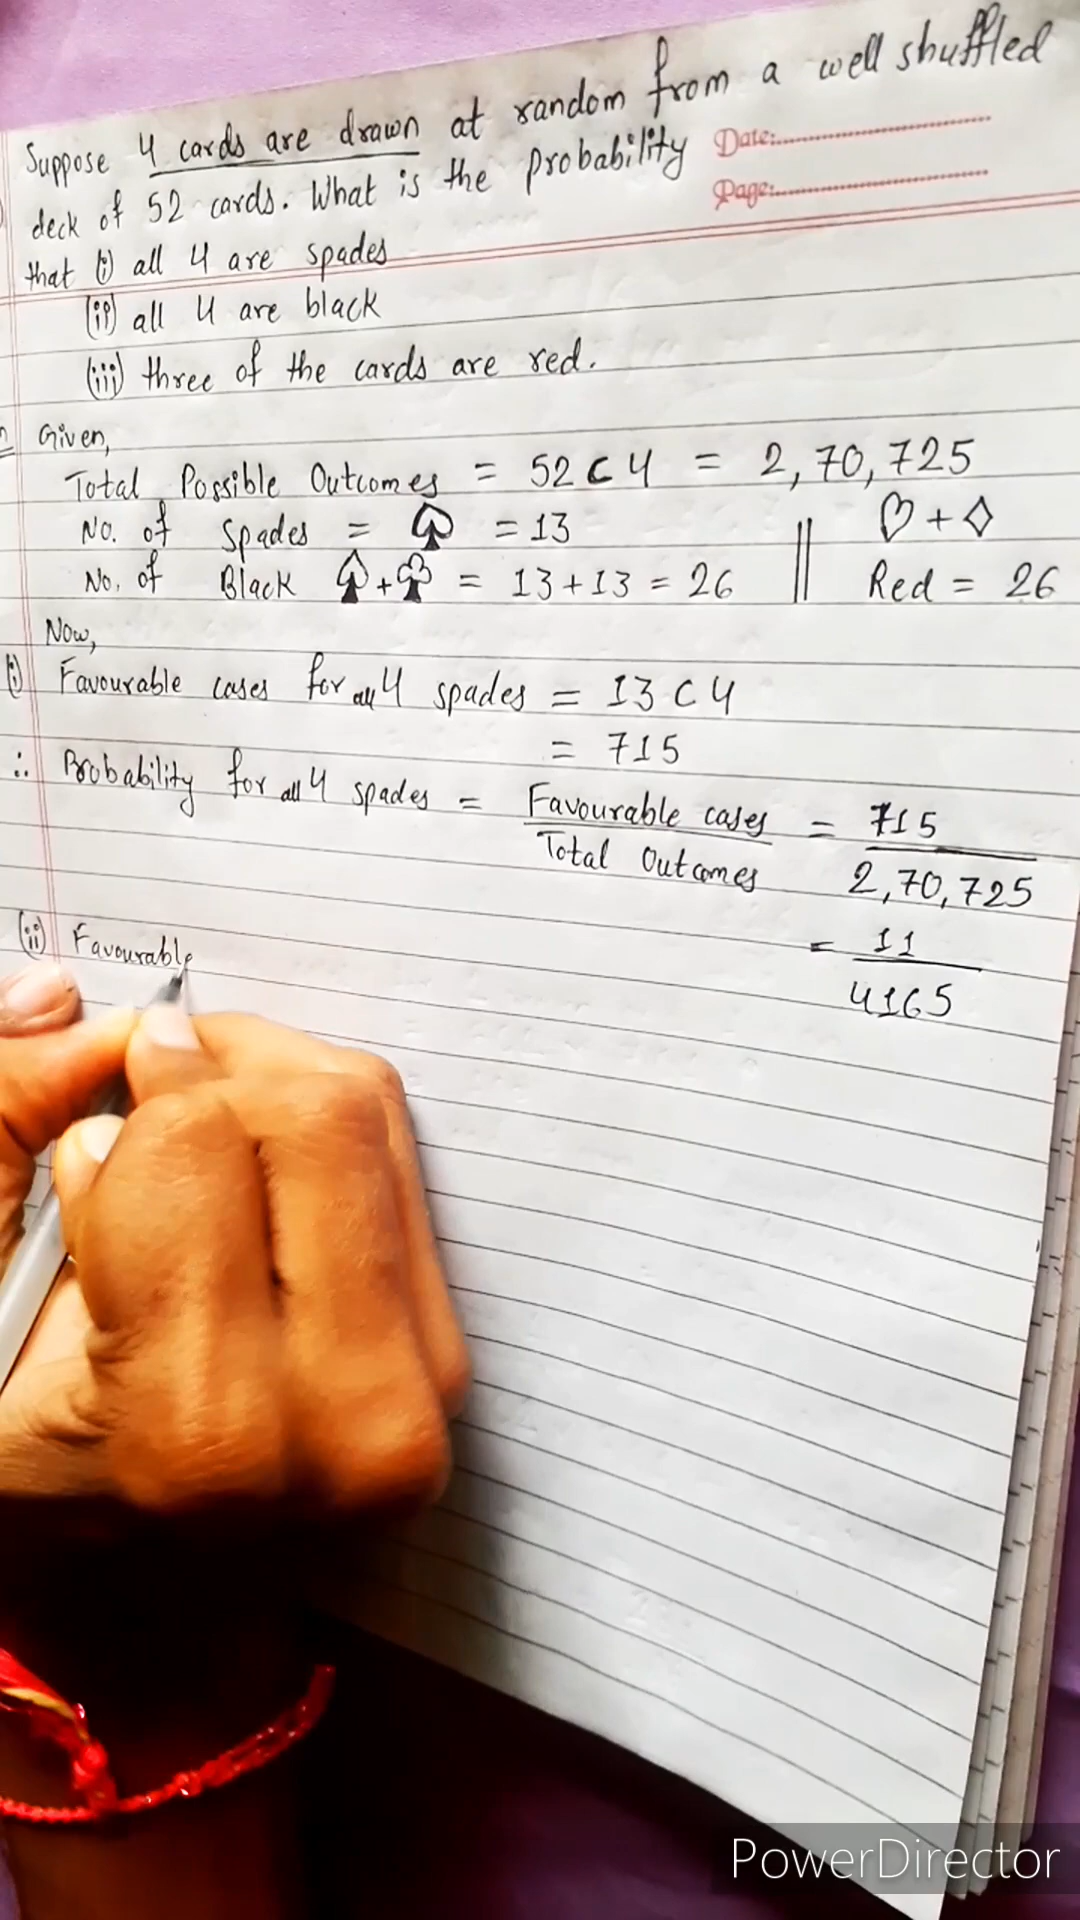 Suppose 4 cards are drawn at random from a well shuffled
deck of 52 cards. What is the probability
Date:
Page:
that (i) all 4 are spades
(ii) all 4 are black
(iii) three of the cards are red.
Given,
Total Possible Outcomes = 52C4 = 2,70,725
No. of Spades = ♠ = 13
♡ + ♢
No. of Black ♠ + ♣ = 13+13 = 26 || Red = 26
Now,
(i) Favourable cases for all 4 spades = 13C4
= 715
∴ Probability for all 4 spades = Favourable cases / Total Outcomes = 715 / 2,70,725
= 11 / 4165
(ii) Favourable
PowerDirector